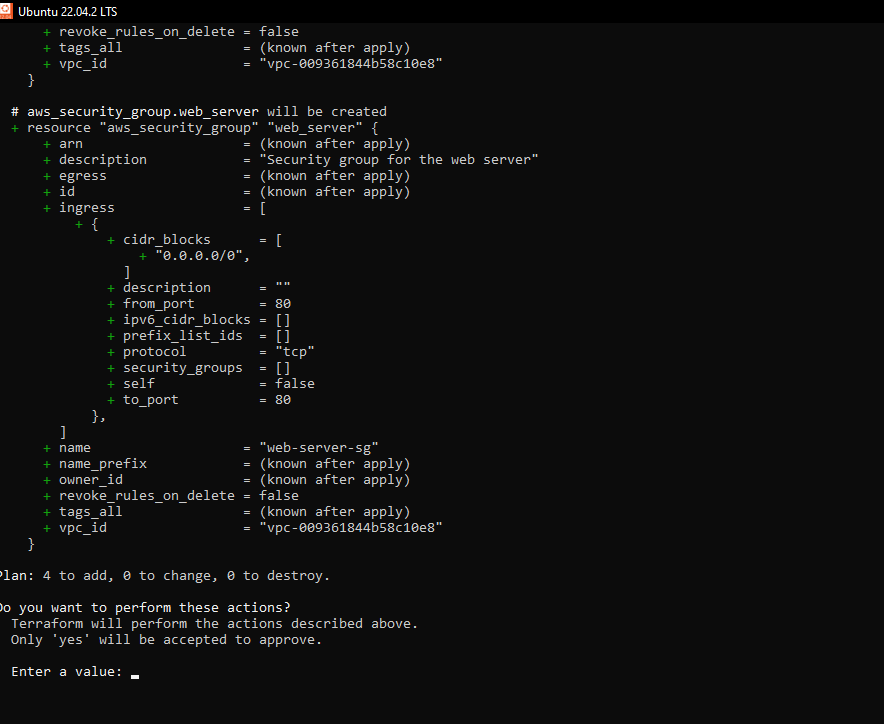 Ubuntu 22.04.2 LTS
+ revoke_rules_on_delete = false
+ tags_all = (known after apply)
+ vpc_id = "vpc-009361844b58c10e8"
}
# aws_security_group.web_server will be created
+ resource "aws_security_group" "web_server" {
+ arn = (known after apply)
+ description = "Security group for the web server"
+ egress = (known after apply)
+ id = (known after apply)
+ ingress = [
+ {
+ cidr_blocks = [
+ "0.0.0.0/0",
]
+ description = ""
+ from_port = 80
+ ipv6_cidr_blocks = []
+ prefix_list_ids = []
+ protocol = "tcp"
+ security_groups = []
+ self = false
+ to_port = 80
},
]
+ name = "web-server-sg"
+ name_prefix = (known after apply)
+ owner_id = (known after apply)
+ revoke_rules_on_delete = false
+ tags_all = (known after apply)
+ vpc_id = "vpc-009361844b58c10e8"
}
Plan: 4 to add, 0 to change, 0 to destroy.
Do you want to perform these actions?
Terraform will perform the actions described above.
Only 'yes' will be accepted to approve.
Enter a value: